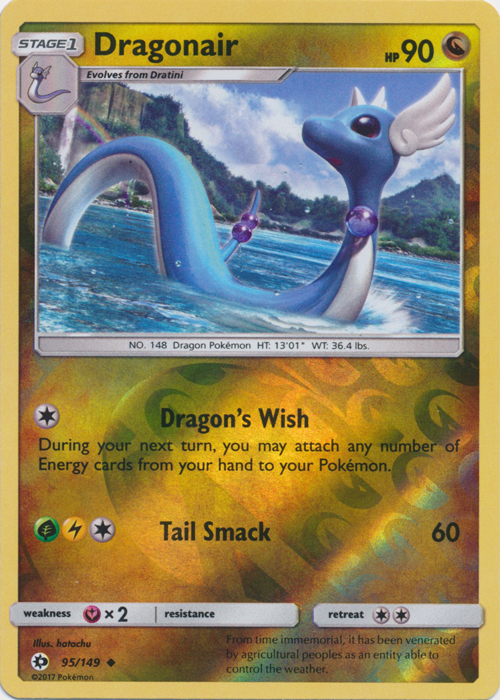 STAGE 1
Dragonair
HP 90
Evolves from Dratini
NO. 148 Dragon Pokémon HT: 13'01" WT: 36.4 lbs.
Dragon's Wish
During your next turn, you may attach any number of
Energy cards from your hand to your Pokémon.
Tail Smack 60
weakness ×2 resistance retreat
Illus. hatachu
95/149
©2017 Pokémon
From time immemorial, it has been venerated
by agricultural peoples as an entity able to
control the weather.